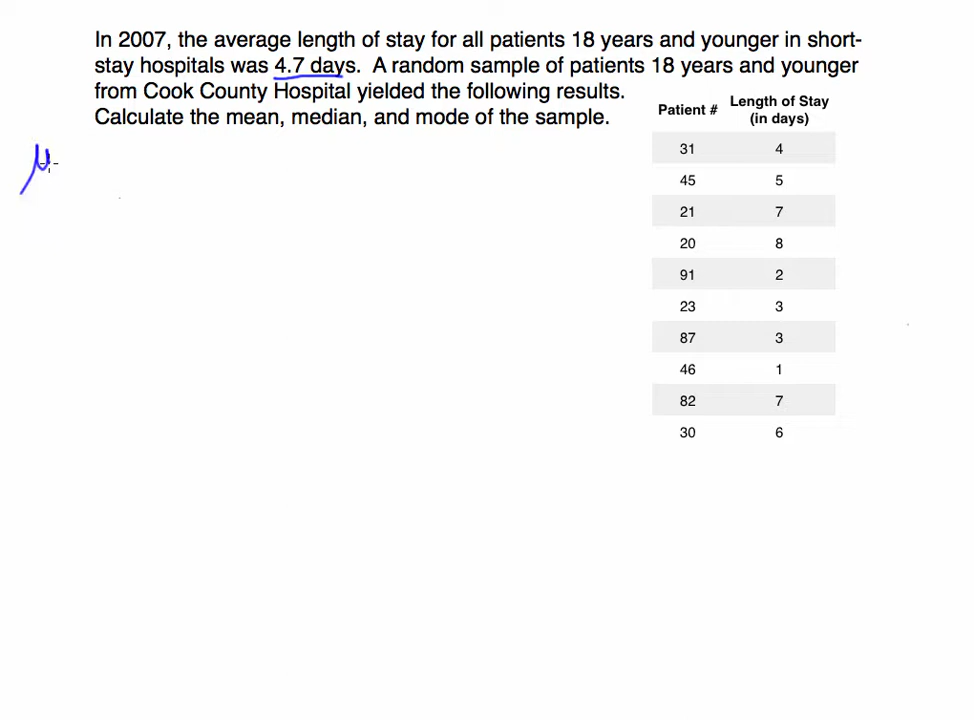 In 2007, the average length of stay for all patients 18 years and younger in short-
stay hospitals was 4.7 days. A random sample of patients 18 years and younger
from Cook County Hospital yielded the following results.
Calculate the mean, median, and mode of the sample.
Patient # Length of Stay
(in days)
31 4
45 5
21 7
20 8
91 2
23 3
87 3
46 1
82 7
30 6
μ